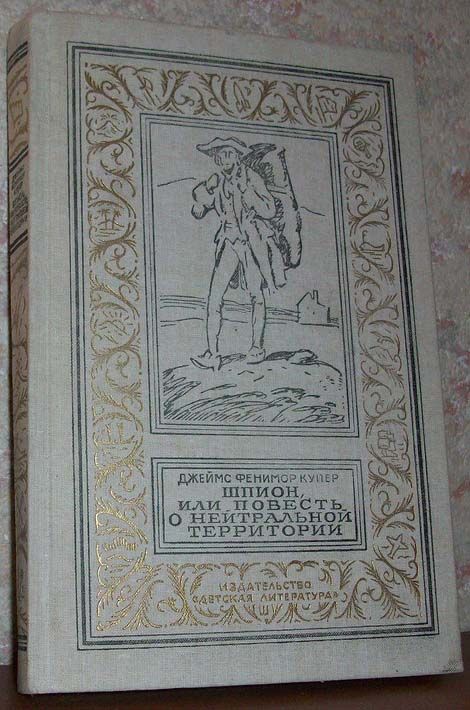 ДЖЕЙМС ФЕНИМОР КУПЕР
ШПИОН,
ИЛИ ПОВЕСТЬ
О НЕЙТРАЛЬНОЙ
ТЕРРИТОРИИ
ИЗДАТЕЛЬСТВО
«ДЕТСКАЯ ЛИТЕРАТУРА»